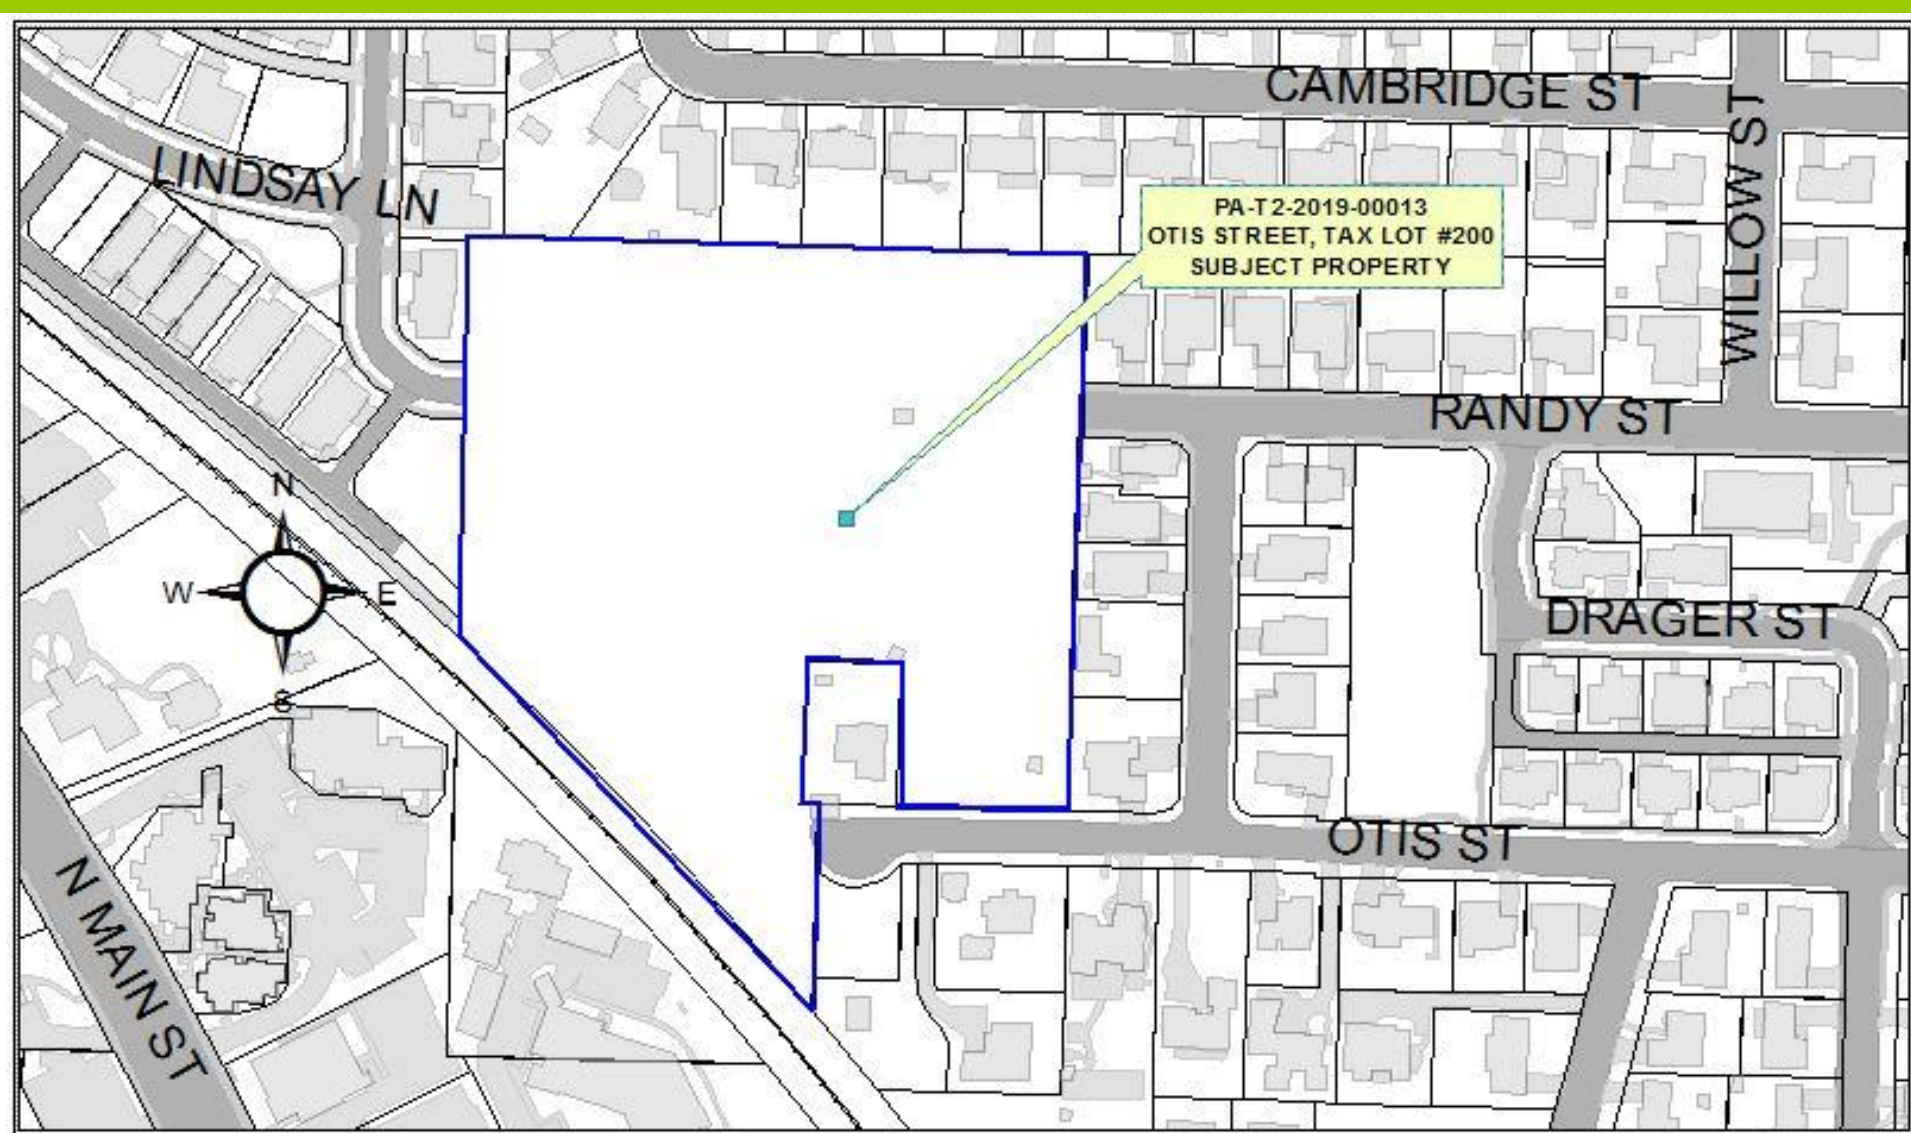 CAMBRIDGE ST
LINDSAY LN
WILLOW ST
PA-T2-2019-00013
OTIS STREET, TAX LOT #200
SUBJECT PROPERTY
RANDY ST
N
W
E
S
DRAGER ST
OTIS ST
N MAIN ST